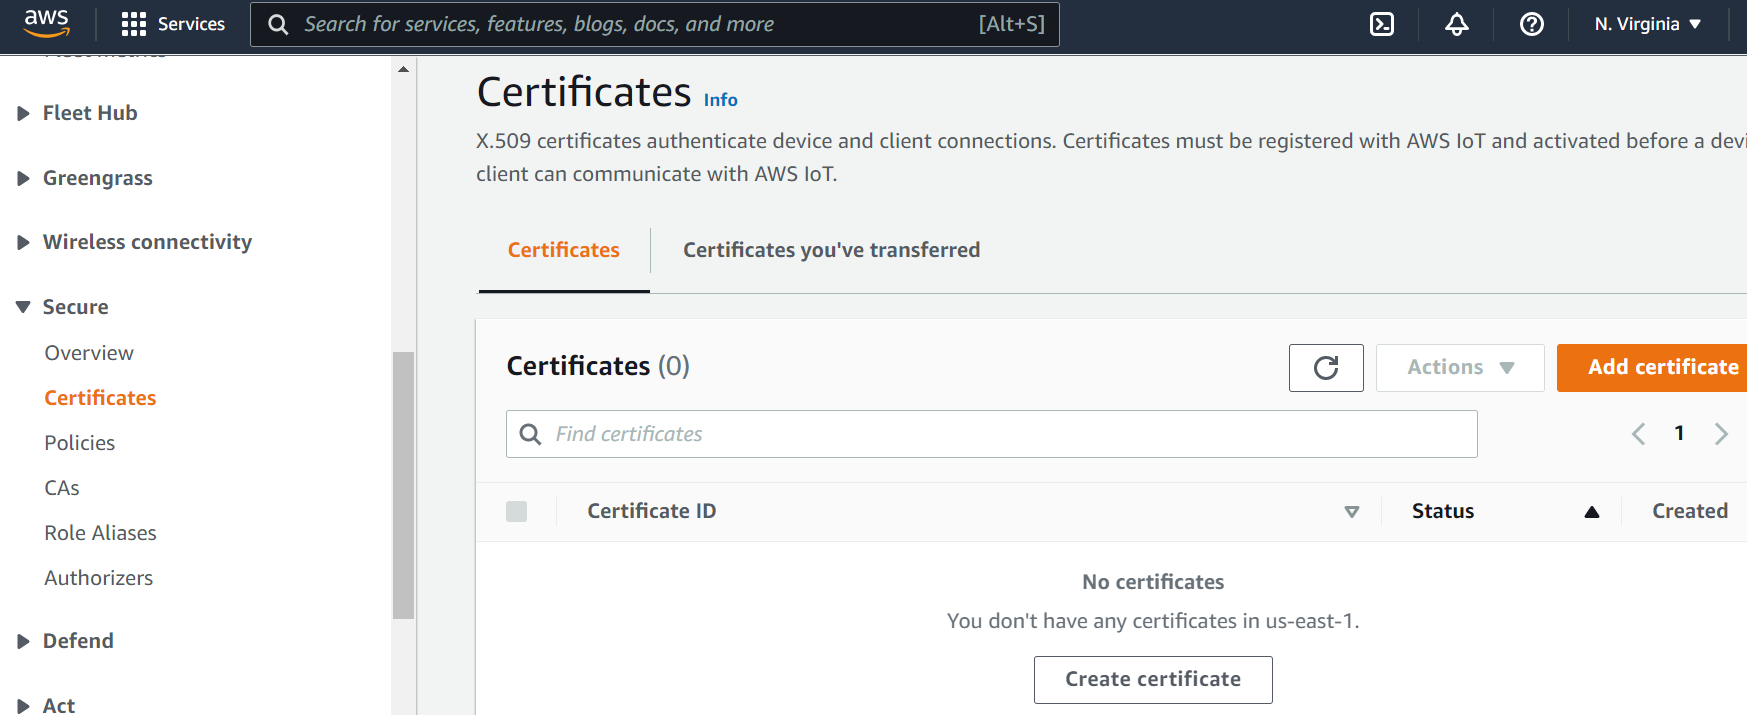 aws
Services
Search for services, features, blogs, docs, and more
[Alt+S]
N. Virginia
Fleet Hub
Greengrass
Wireless connectivity
Secure
Overview
Certificates
Policies
CAs
Role Aliases
Authorizers
Defend
Act
Certificates Info
X.509 certificates authenticate device and client connections. Certificates must be registered with AWS IoT and activated before a
client can communicate with AWS IoT.
Certificates
Certificates you've transferred
Certificates (0)
Actions
Add certificate
Find certificates
1
Certificate ID
Status
Created
No certificates
You don't have any certificates in us-east-1.
Create certificate